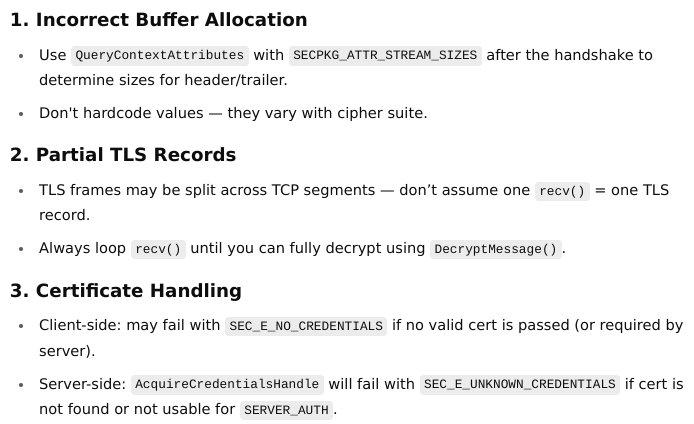 1. Incorrect Buffer Allocation
• Use QueryContextAttributes with SECPKG_ATTR_STREAM_SIZES after the handshake to
determine sizes for header/trailer.
• Don't hardcode values — they vary with cipher suite.
2. Partial TLS Records
• TLS frames may be split across TCP segments — don’t assume one recv() = one TLS
record.
• Always loop recv() until you can fully decrypt using DecryptMessage().
3. Certificate Handling
• Client-side: may fail with SEC_E_NO_CREDENTIALS if no valid cert is passed (or required by
server).
• Server-side: AcquireCredentialsHandle will fail with SEC_E_UNKNOWN_CREDENTIALS if cert is
not found or not usable for SERVER_AUTH.